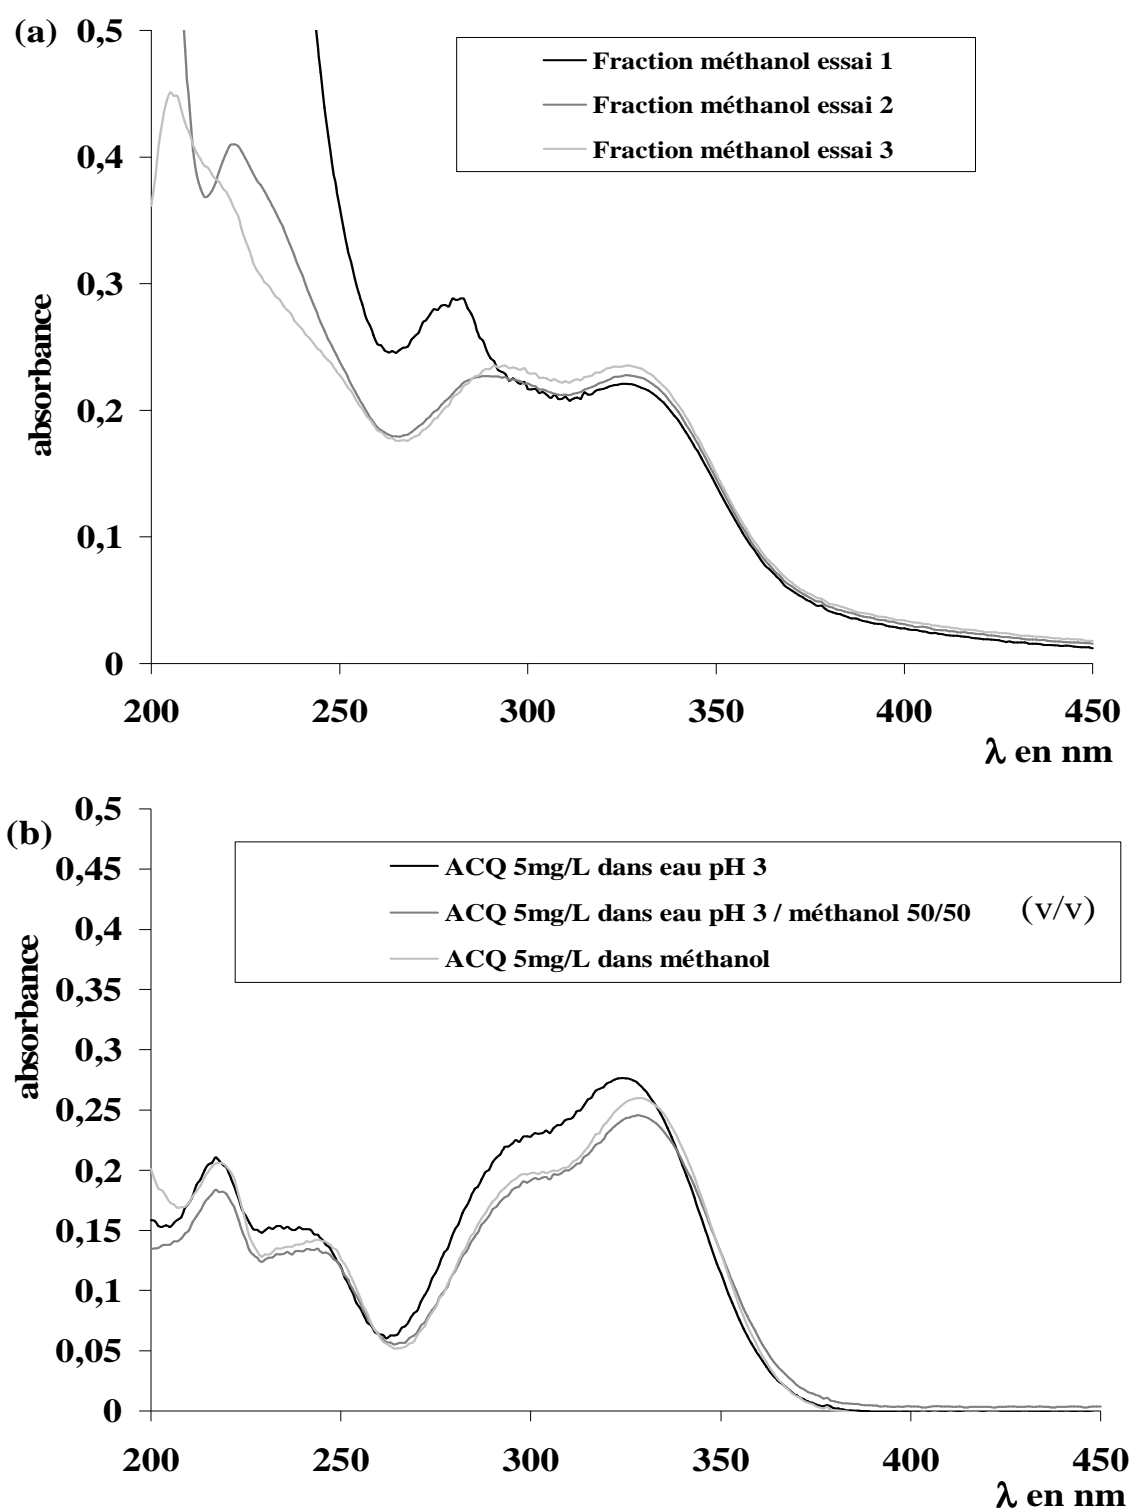 (a)
0,5
0,4
0,3
0,2
0,1
0
absorbance
Fraction méthanol essai 1
Fraction méthanol essai 2
Fraction méthanol essai 3
200 250 300 350 400 450
λ en nm
(b)
0,5
0,45
0,4
0,35
0,3
0,25
0,2
0,15
0,1
0,05
0
absorbance
ACQ 5mg/L dans eau pH 3
ACQ 5mg/L dans eau pH 3 / méthanol 50/50 (v/v)
ACQ 5mg/L dans méthanol
200 250 300 350 400 450
λ en nm